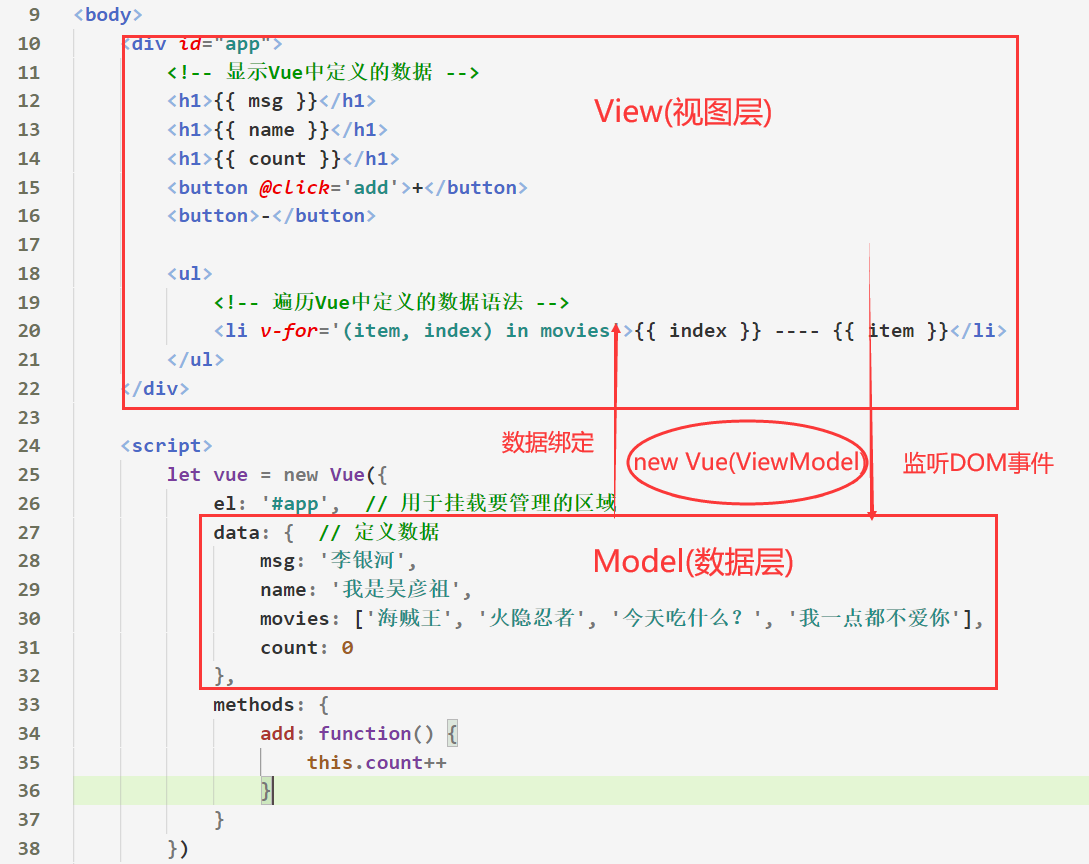 9 <body>
10 <div id="app">
11 <!-- 显示Vue中定义的数据 -->
12 <h1>{{ msg }}</h1>
View(视图层)
13 <h1>{{ name }}</h1>
14 <h1>{{ count }}</h1>
15 <button @click='add'>+</button>
16 <button>-</button>
17
18 <ul>
19 <!-- 遍历Vue中定义的数据语法 -->
20 <li v-for='(item, index) in movies'>{{ index }} ---- {{ item }}</li>
21 </ul>
22 </div>
23
24 <script>
数据绑定
new Vue(ViewModel)
监听DOM事件
25 let vue = new Vue({
26 el: '#app', // 用于挂载要管理的区域
27 data: { // 定义数据
28 msg: '李银河',
Model(数据层)
29 name: '我是吴彦祖',
30 movies: ['海贼王', '火隐忍者', '今天吃什么？', '我一点都不爱你'],
31 count: 0
32 },
33 methods: {
34 add: function() {
35 this.count++
36 }
37 }
38 })